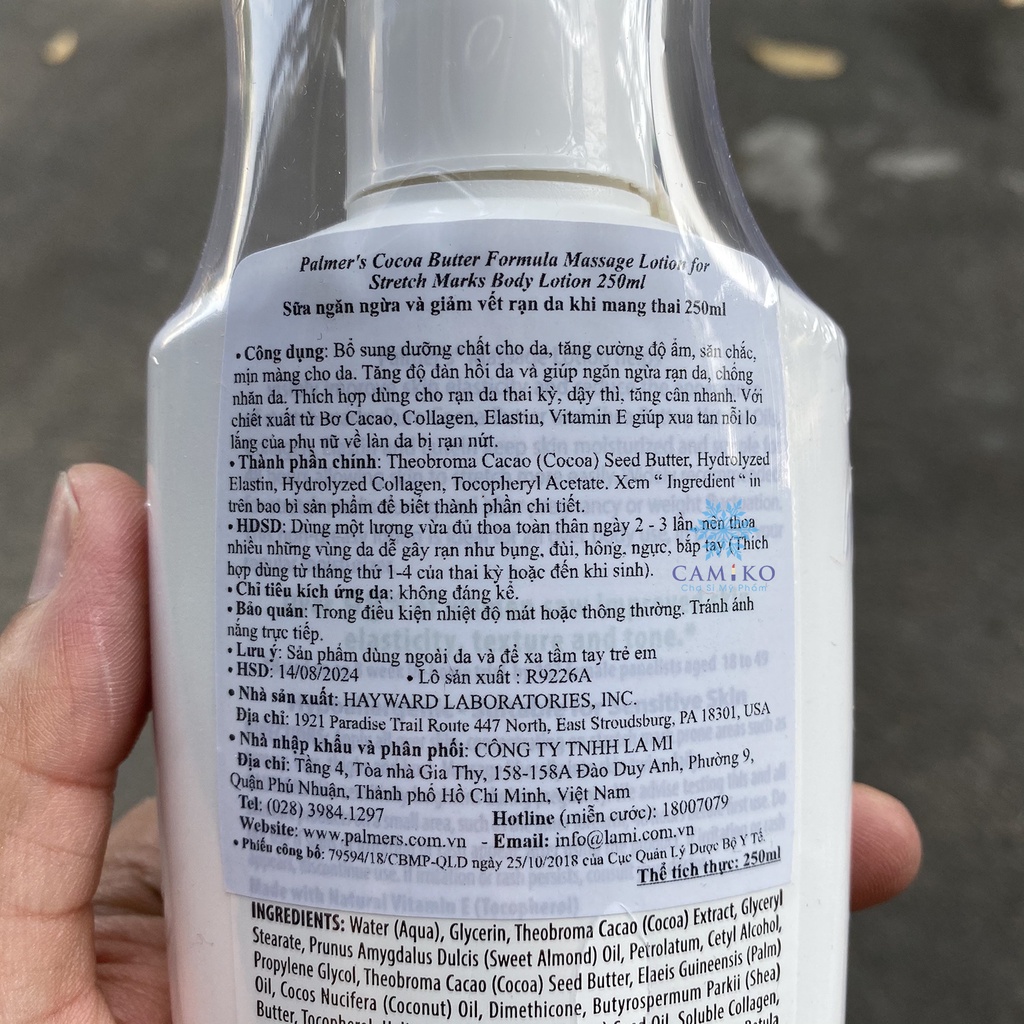 Palmer's Cocoa Butter Formula Massage Lotion for
Stretch Marks Body Lotion 250ml
Sữa ngăn ngừa và giảm vết rạn da khi mang thai 250ml
• Công dụng: Bổ sung dưỡng chất cho da, tăng cường độ ẩm, săn chắc,
mịn màng cho da. Tăng độ đàn hồi da và giúp ngăn ngừa rạn da, chống
nhăn da. Thích hợp dùng cho rạn da thai kỳ, dậy thì, tăng cân nhanh. Với
chiết xuất từ Bơ Cacao, Collagen, Elastin, Vitamin E giúp xua tan nỗi lo
lắng của phụ nữ về làn da bị rạn nứt.
• Thành phần chính: Theobroma Cacao (Cocoa) Seed Butter, Hydrolyzed
Elastin, Hydrolyzed Collagen, Tocopheryl Acetate. Xem “ Ingredient “ in
trên bao bì sản phẩm để biết thành phần chi tiết.
• HDSD: Dùng một lượng vừa đủ thoa toàn thân ngày 2 - 3 lần, nên thoa
nhiều những vùng da dễ gây rạn như bụng, đùi, hông, ngực, bắp tay (Thích
hợp dùng từ tháng thứ 1-4 của thai kỳ hoặc đến khi sinh).
CAMIKO
Chợ Sỉ Mỹ Phẩm
• Chỉ tiêu kích ứng da: không đáng kể.
• Bảo quản: Trong điều kiện nhiệt độ mát hoặc thông thường. Tránh ánh
nắng trực tiếp.
• Lưu ý: Sản phẩm dùng ngoài da và để xa tầm tay trẻ em
• HSD: 14/08/2024 • Lô sản xuất : R9226A
• Nhà sản xuất: HAYWARD LABORATORIES, INC.
Địa chỉ: 1921 Paradise Trail Route 447 North, East Stroudsburg, PA 18301, USA
• Nhà nhập khẩu và phân phối: CÔNG TY TNHH LA MI
Địa chỉ: Tầng 4, Tòa nhà Gia Thy, 158-158A Đào Duy Anh, Phường 9,
Quận Phú Nhuận, Thành phố Hồ Chí Minh, Việt Nam
Tel: (028) 3984.1297 Hotline (miễn cước): 18007079
Website: www.palmers.com.vn - Email: info@lami.com.vn
• Phiếu công bố: 79594/18/CBMP-QLD ngày 25/10/2018 của Cục Quản Lý Dược Bộ Y Tế.
Thể tích thực: 250ml
Made with Natural Vitamin E (Tocopherol)
INGREDIENTS: Water (Aqua), Glycerin, Theobroma Cacao (Cocoa) Extract, Glyceryl
Stearate, Prunus Amygdalus Dulcis (Sweet Almond) Oil, Petrolatum, Cetyl Alcohol,
Propylene Glycol, Theobroma Cacao (Cocoa) Seed Butter, Elaeis Guineensis (Palm)
Oil, Cocos Nucifera (Coconut) Oil, Dimethicone, Butyrospermum Parkii (Shea)
Butter, Oil, Soluble Collagen,